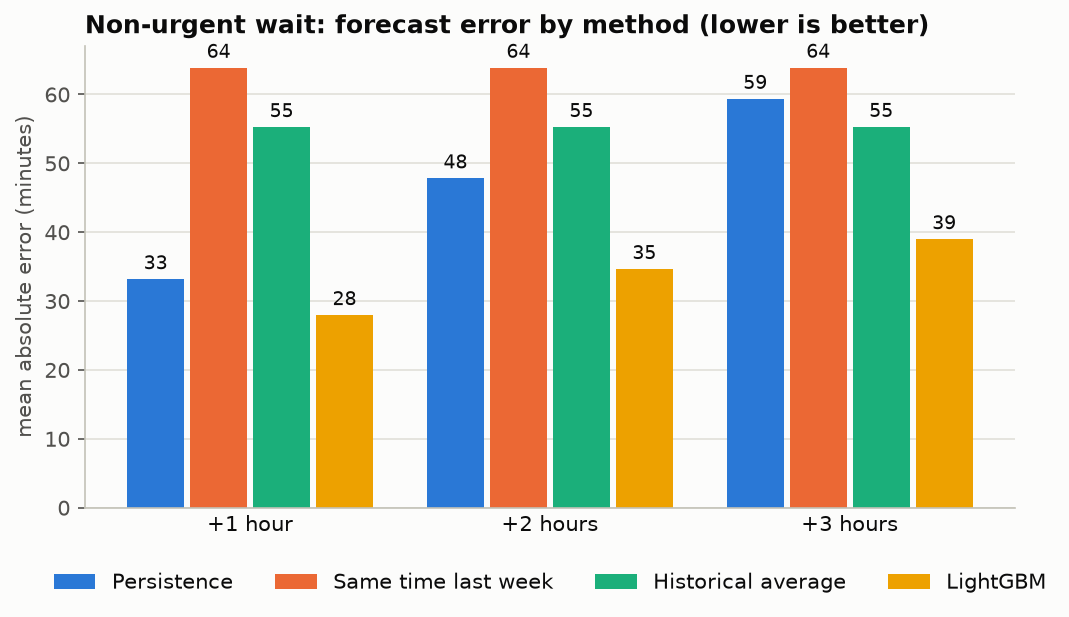 Non-urgent wait: forecast error by method (lower is better)
mean absolute error (minutes)
60
50
40
30
20
10
0
33
64
55
28
48
64
55
35
59
64
55
39
+1 hour
+2 hours
+3 hours
Persistence
Same time last week
Historical average
LightGBM